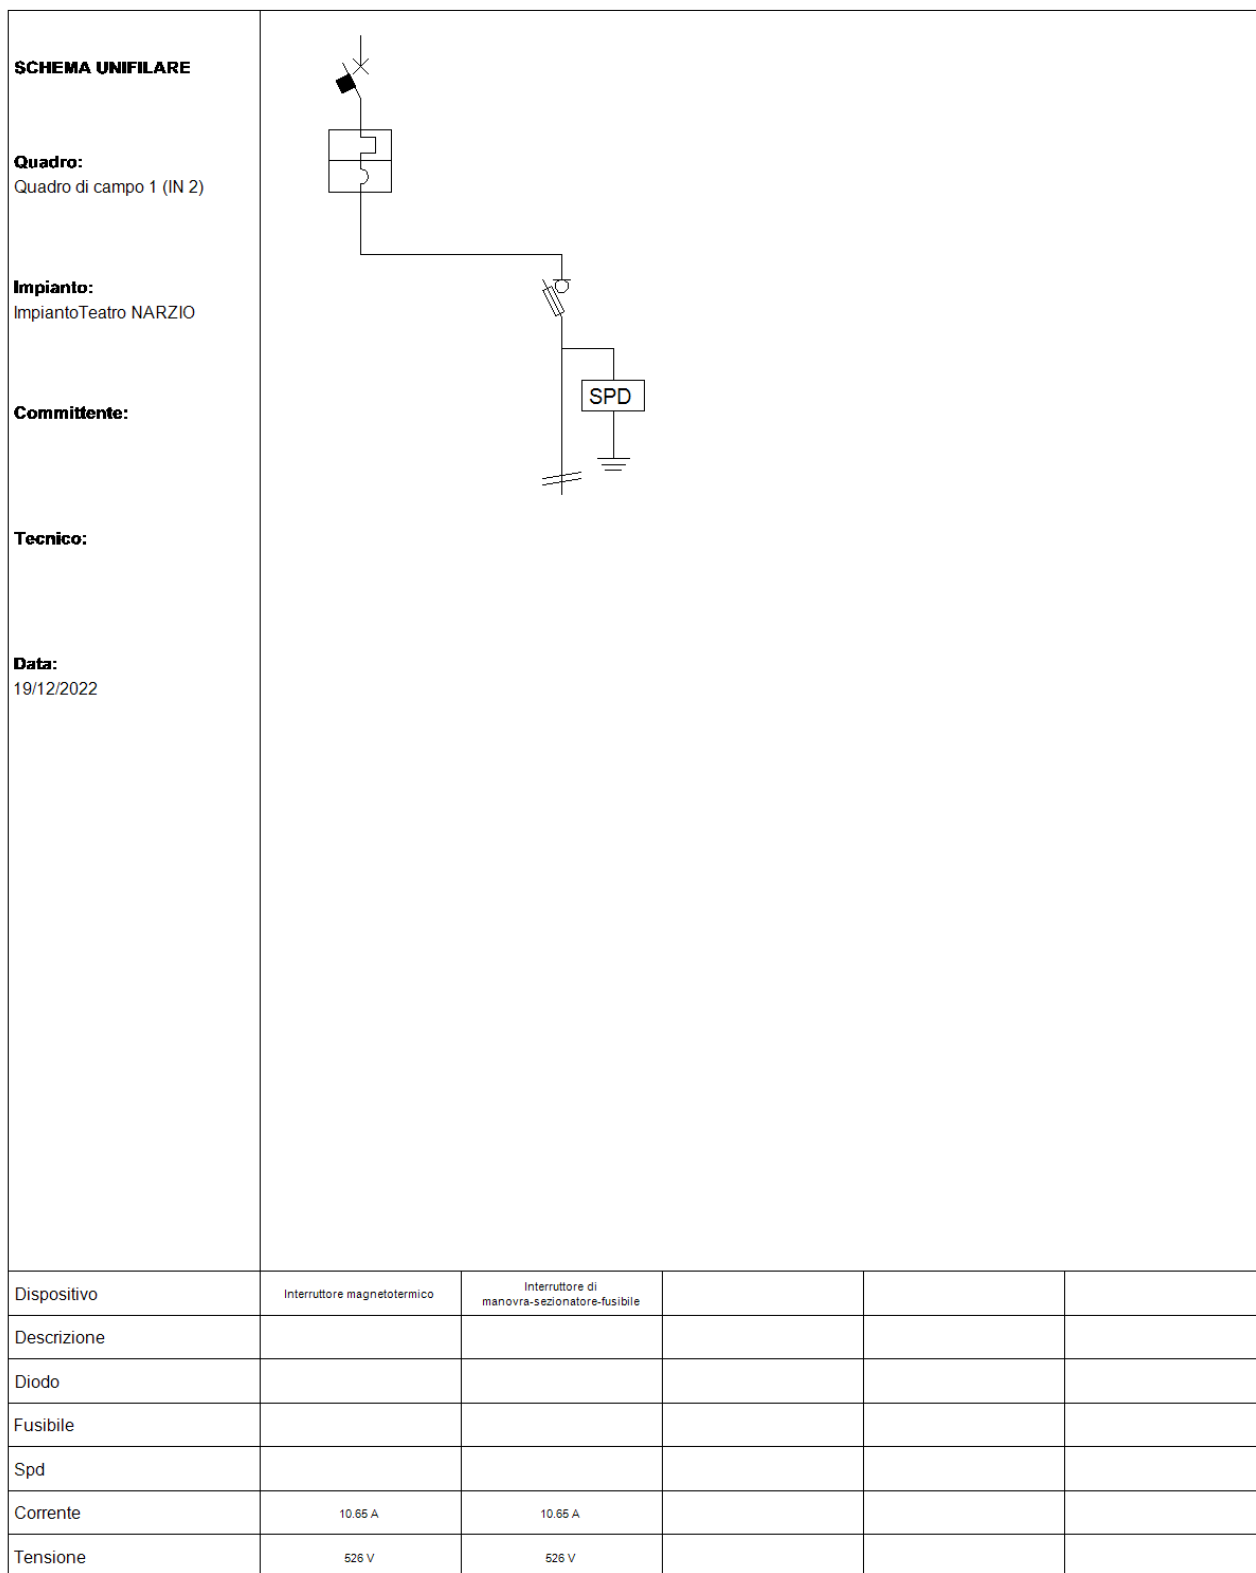 SCHEMA UNIFILARE
Quadro:
Quadro di campo 1 (IN 2)
Impianto:
ImpiantoTeatro NARZIO
Committente:
Tecnico:
Data:
19/12/2022
SPD
Dispositivo
Interruttore magnetotermico
Interruttore di
manovra-sezionatore-fusibile
Descrizione
Diodo
Fusibile
Spd
Corrente
10.65 A
10.65 A
Tensione
526 V
526 V